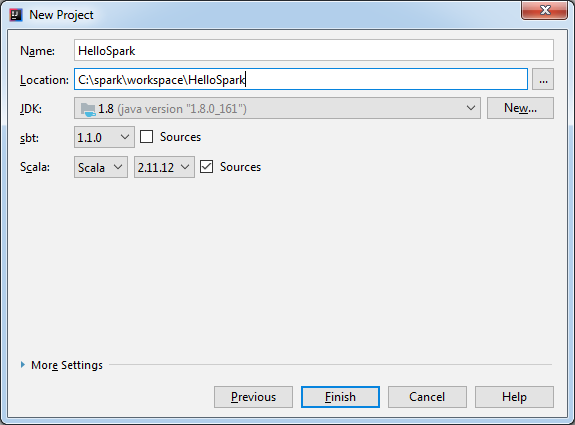 New Project
Name: HelloSpark
Location: C:\spark\workspace\HelloSpark ...
JDK: 1.8 (java version "1.8.0_161") New...
sbt: 1.1.0 Sources
Scala: Scala 2.11.12 Sources
More Settings
Previous Finish Cancel Help